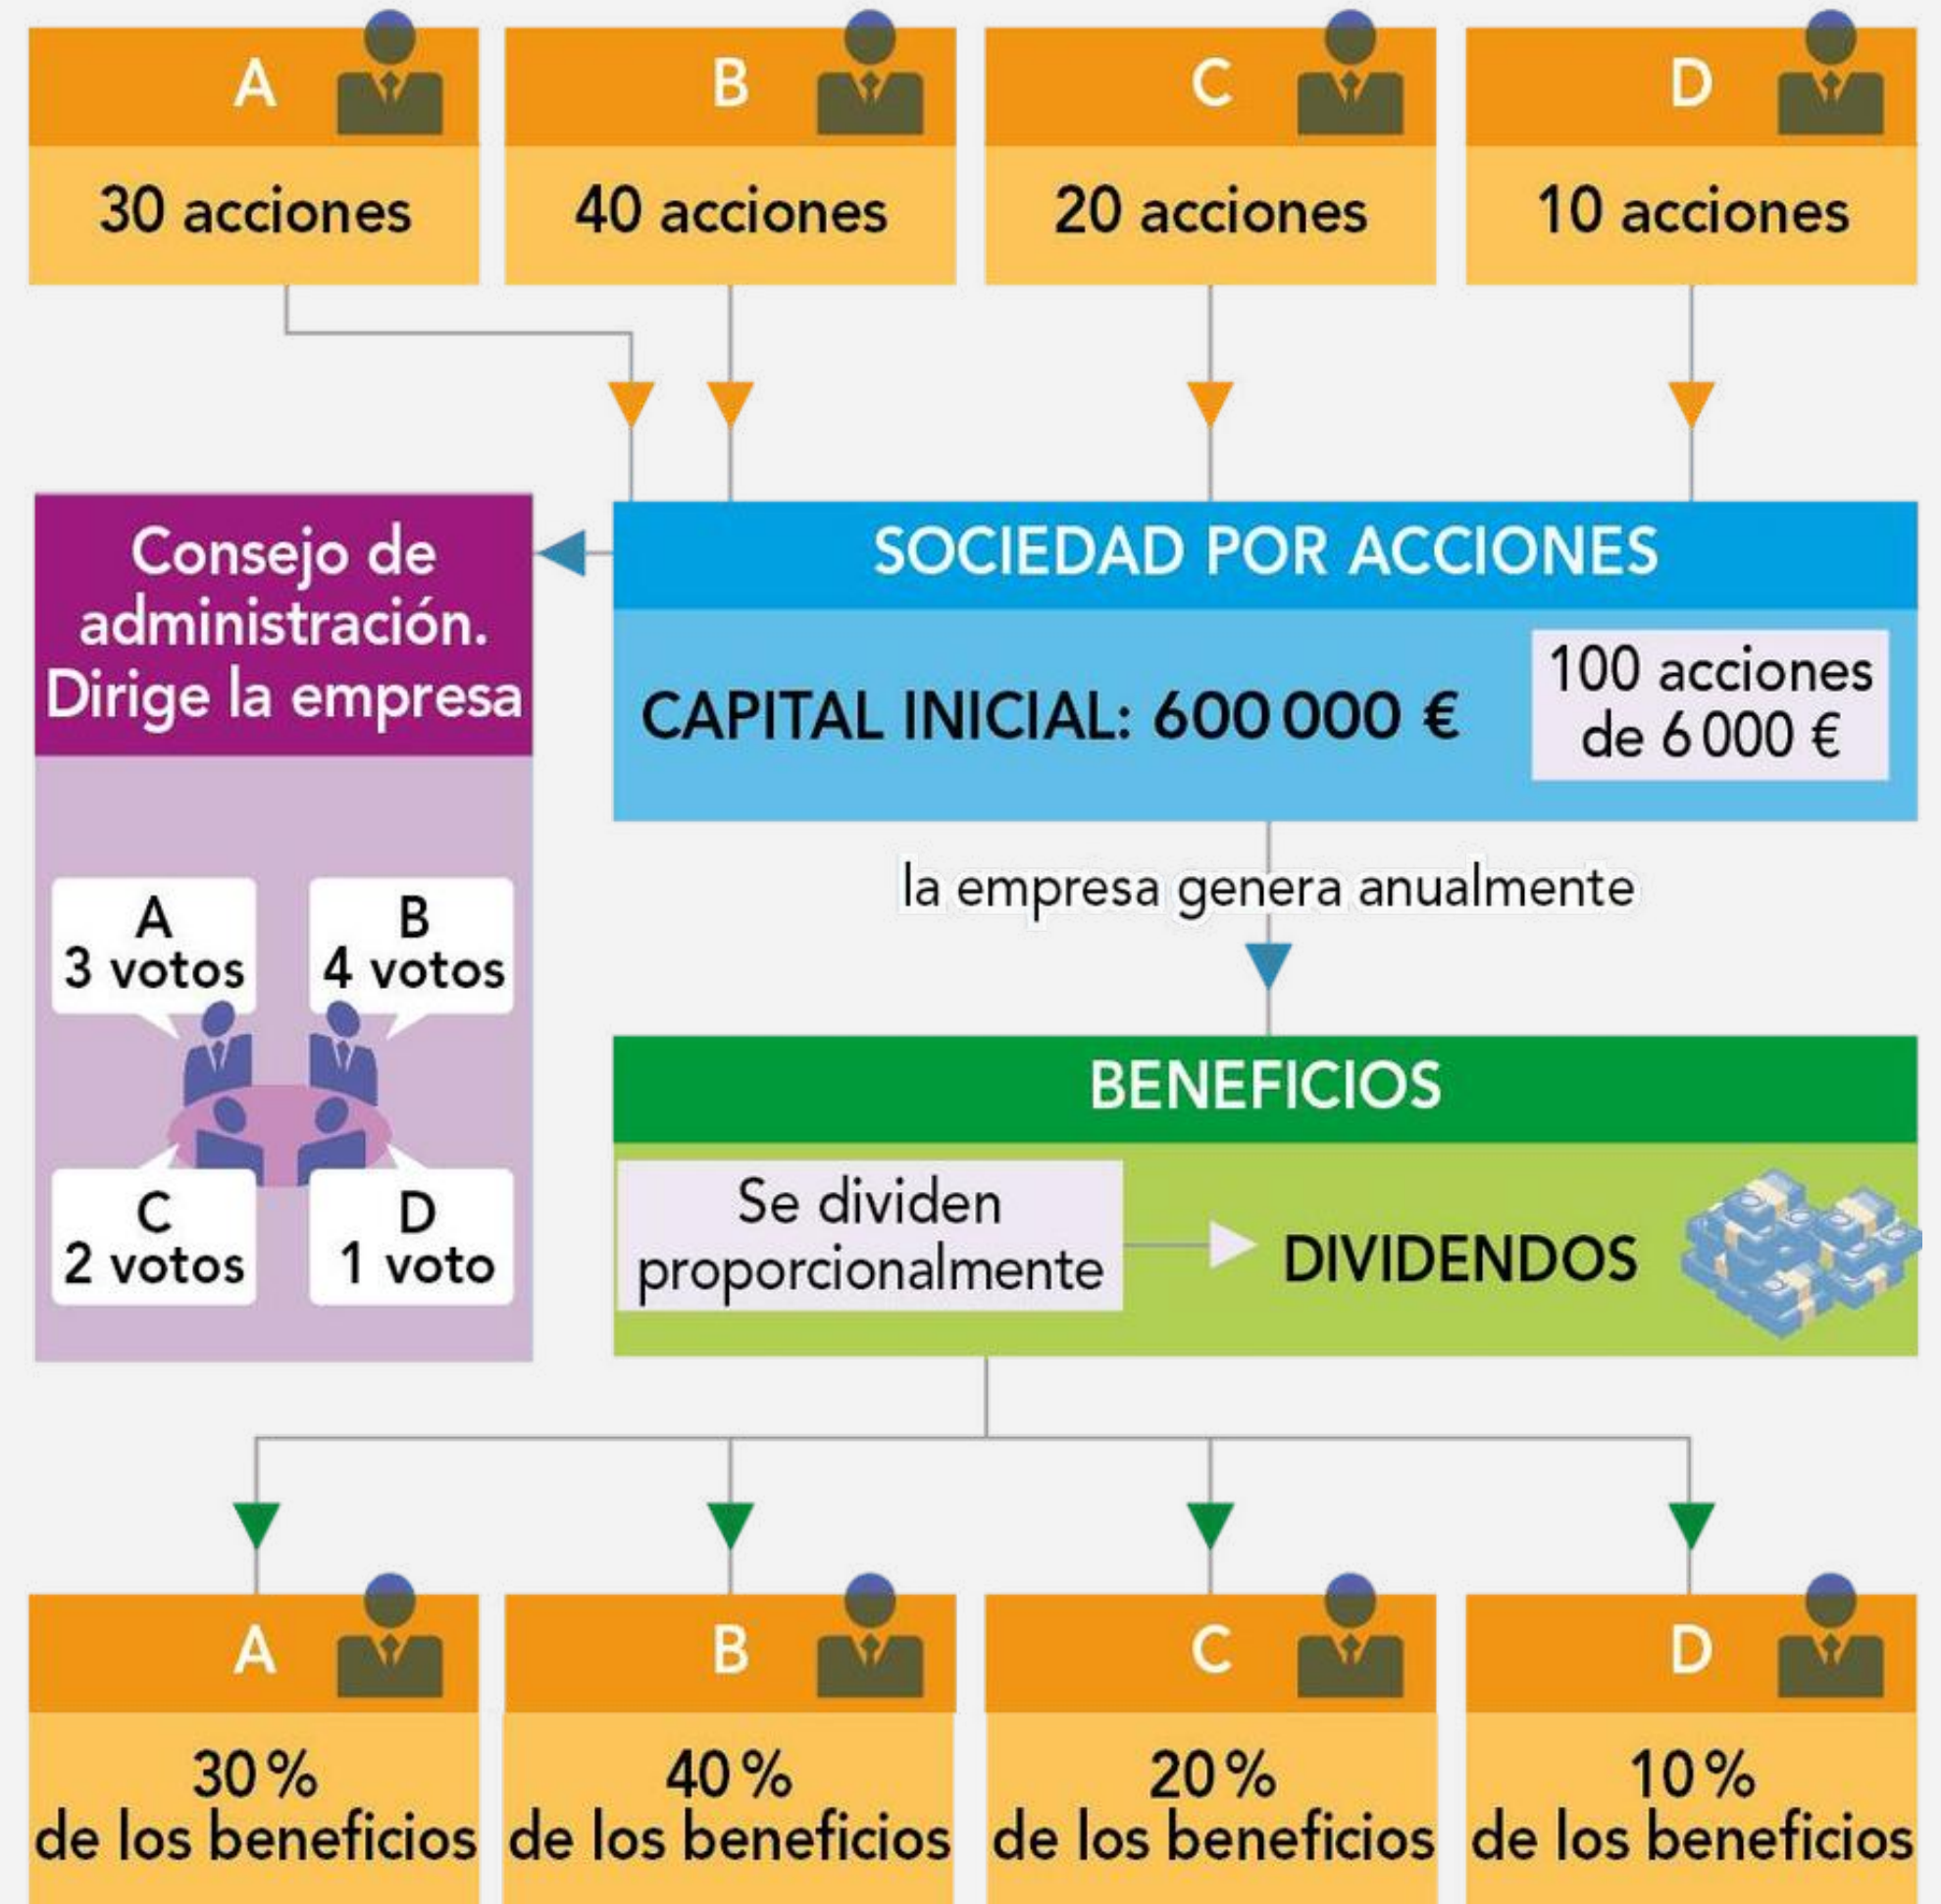 A
30 acciones
B
40 acciones
C
20 acciones
D
10 acciones
Consejo de
administración.
Dirige la empresa
A
3 votos
B
4 votos
C
2 votos
D
1 voto
SOCIEDAD POR ACCIONES
CAPITAL INICIAL: 600 000 €
100 acciones
de 6 000 €
la empresa genera anualmente
BENEFICIOS
Se dividen
proporcionalmente
DIVIDENDOS
A
30 %
de los beneficios
B
40 %
de los beneficios
C
20 %
de los beneficios
D
10 %
de los beneficios